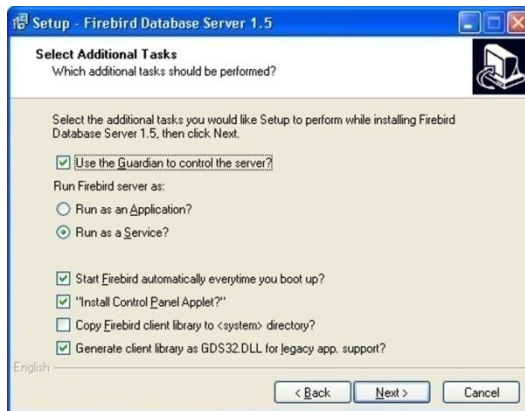 Setup - Firebird Database Server 1.5
Select Additional Tasks
Which additional tasks should be performed?
Select the additional tasks you would like Setup to perform while installing Firebird
Database Server 1.5, then click Next.
Use the Guardian to control the server?
Run Firebird server as:
Run as an Application?
Run as a Service?
Start Firebird automatically everytime you boot up?
"Install Control Panel Applet?"
Copy Firebird client library to <system> directory?
Generate client library as GDS32.DLL for legacy app. support?
English
< Back
Next >
Cancel